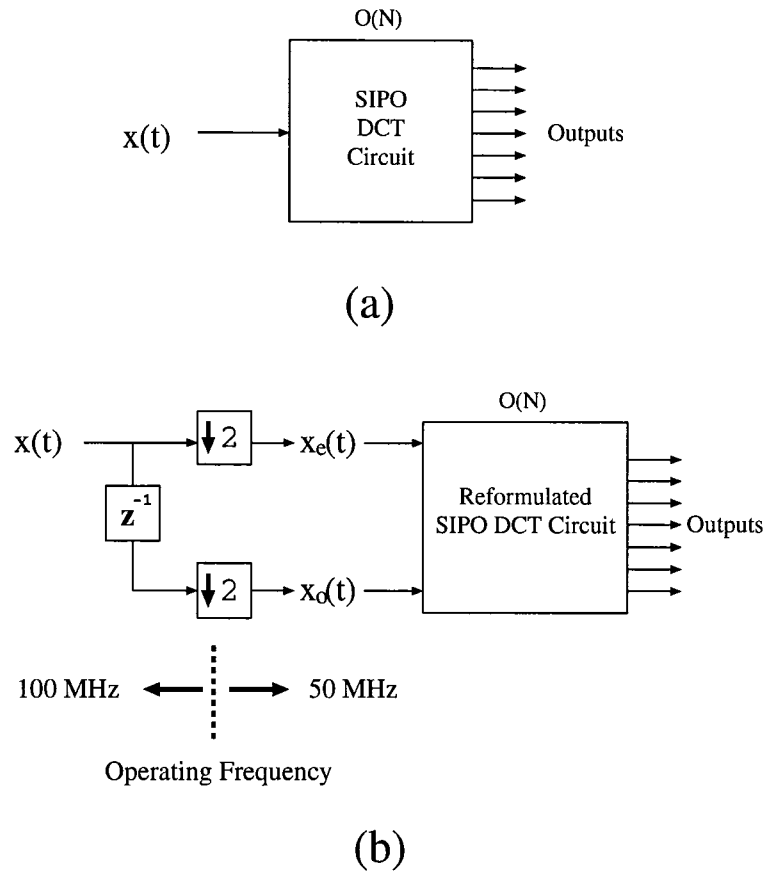 O(N)
SIPO
DCT
Circuit
x(t)
Outputs
(a)
O(N)
x(t)
↓2
xₑ(t)
z⁻¹
Reformulated
SIPO DCT Circuit
Outputs
↓2
xₒ(t)
100 MHz
50 MHz
Operating Frequency
(b)